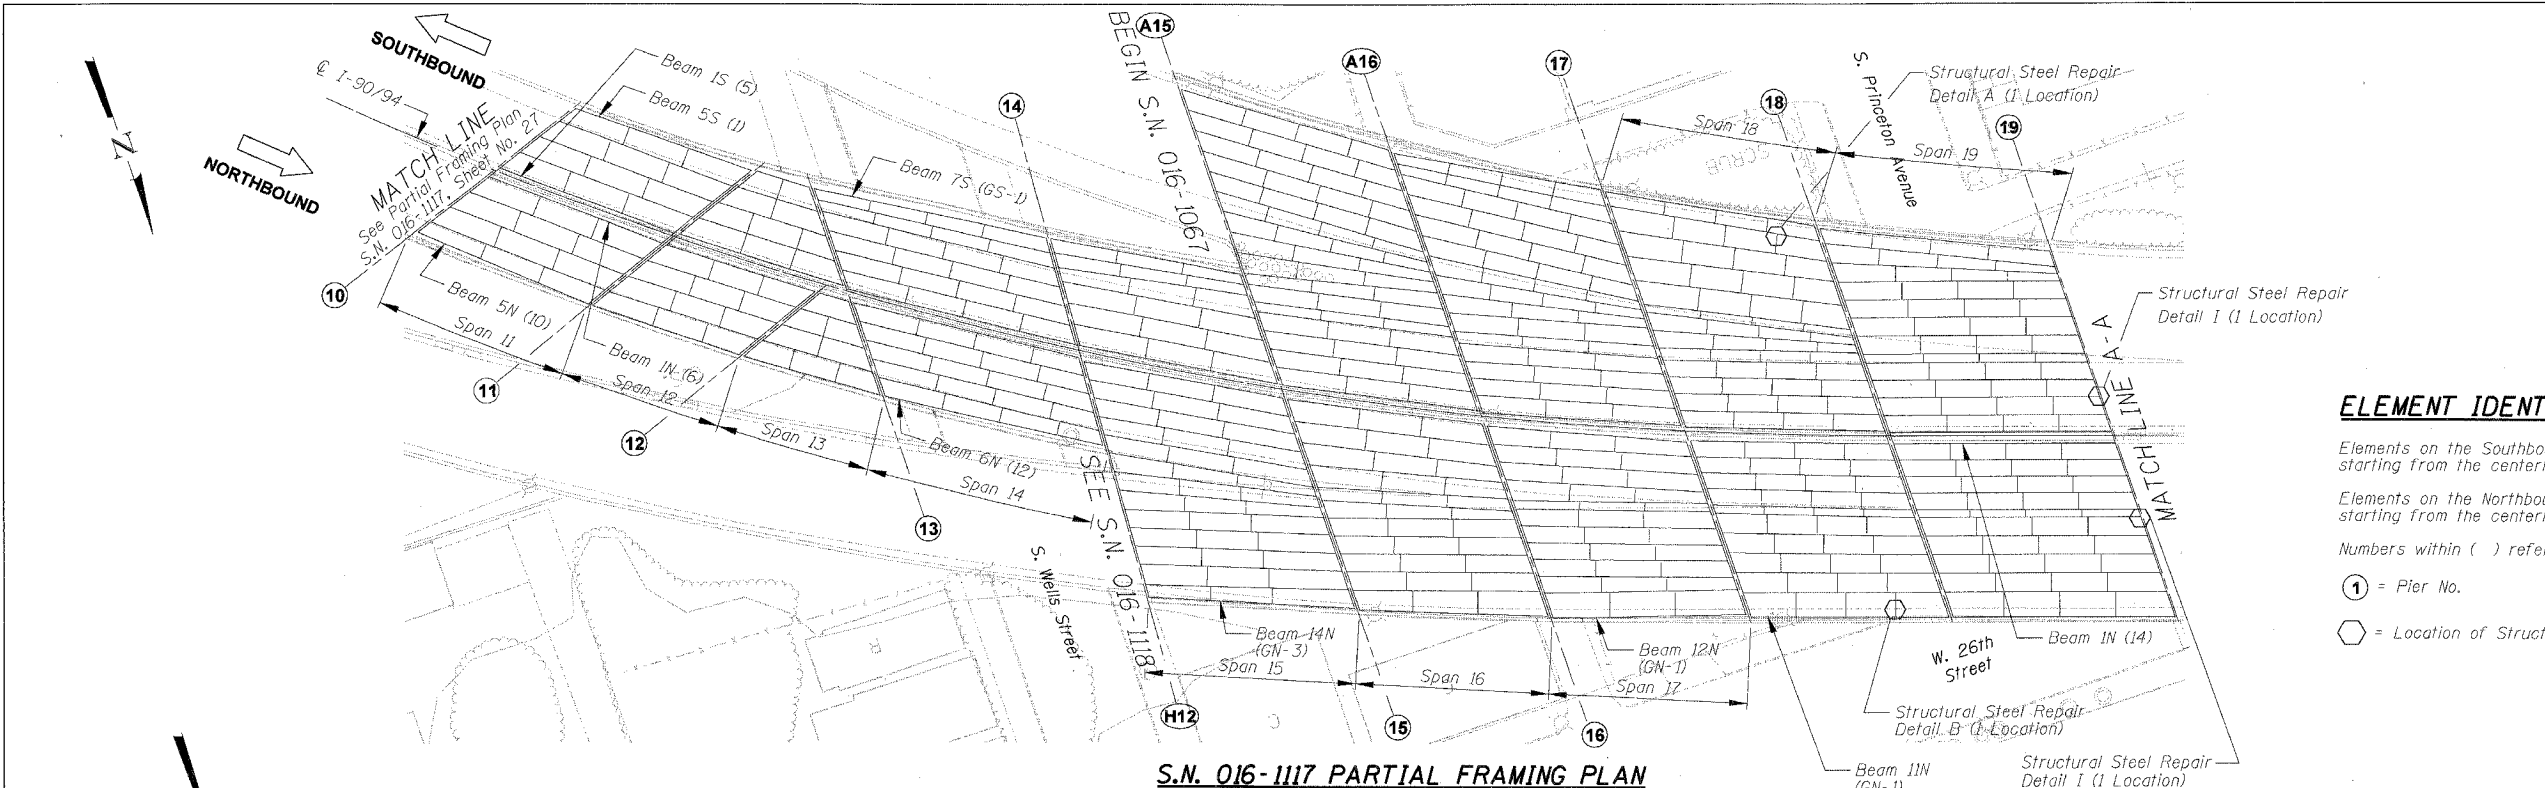 SOUTHBOUND
NORTHBOUND
N
℄ I-90/94
MATCH LINE
See Partial Framing Plan
S.N. 016-1117, Sheet No. 27
Beam 1S (5)
Beam 5S (1)
Beam 7S (GS-1)
14
BEGIN S.N. 016-1067
A15
A16
17
18
19
Span 18
Span 19
SCRUB
S. Princeton Avenue
Structural Steel Repair
Detail A (1 Location)
Structural Steel Repair
Detail I (1 Location)
MATCH LINE A-A
10
Beam 5N (10)
Span 11
11
Beam 1N (6)
Span 12
12
Span 13
Beam 6N (12)
Span 14
13
SEE S.N. 016-1118
S. Wells Street
R
H12
Beam 14N
(GN-3)
Span 15
15
Span 16
16
Beam 12N
(GN-1)
Span 17
Beam 1N (14)
W. 26th
Street
Structural Steel Repair
Detail B (1 Location)
Beam 11N
(GN-1)
Structural Steel Repair
Detail I (1 Location)
S.N. 016-1117 PARTIAL FRAMING PLAN
ELEMENT IDENT
Elements on the Southbou
starting from the centerl
Elements on the Northbou
starting from the centerl
Numbers within ( ) refe
1 = Pier No.
= Location of Struct